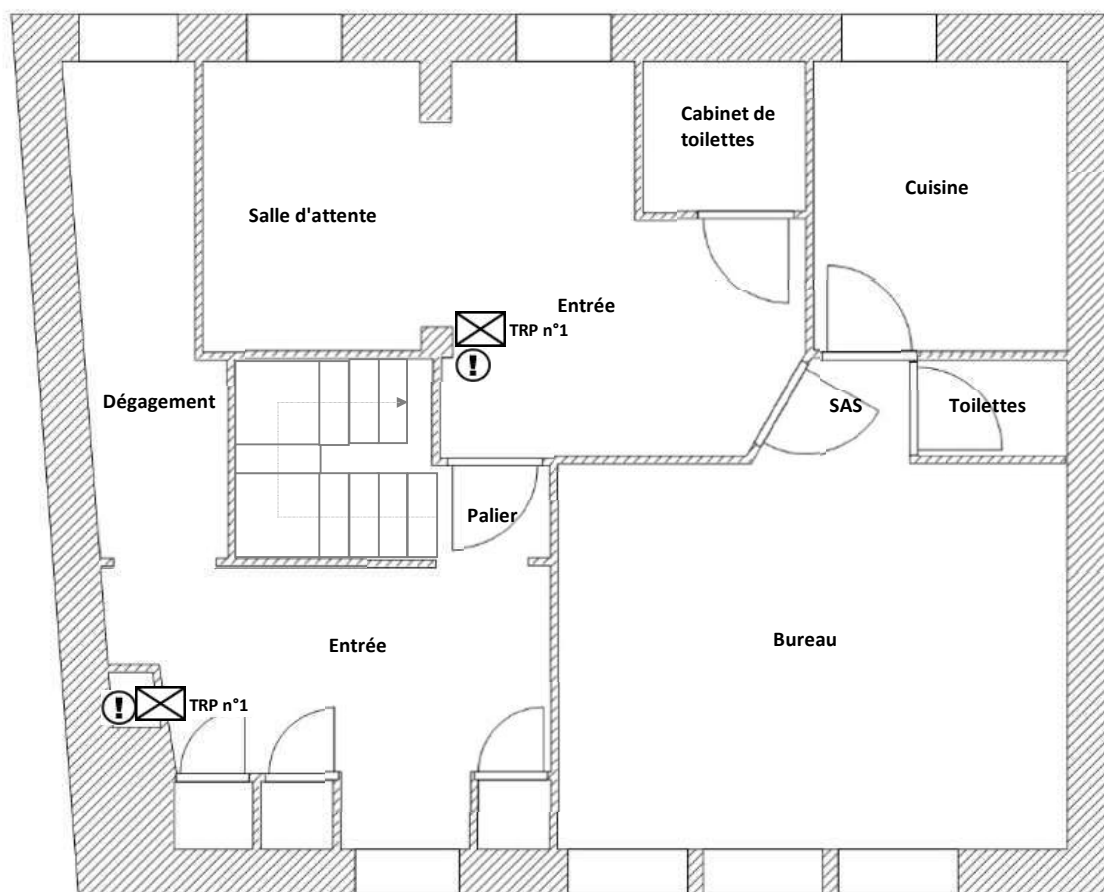 Cabinet de
toilettes
Cuisine
Salle d'attente
Entrée
TRP n°1
!
Dégagement
SAS
Toilettes
Palier
Entrée
Bureau
!
TRP n°1